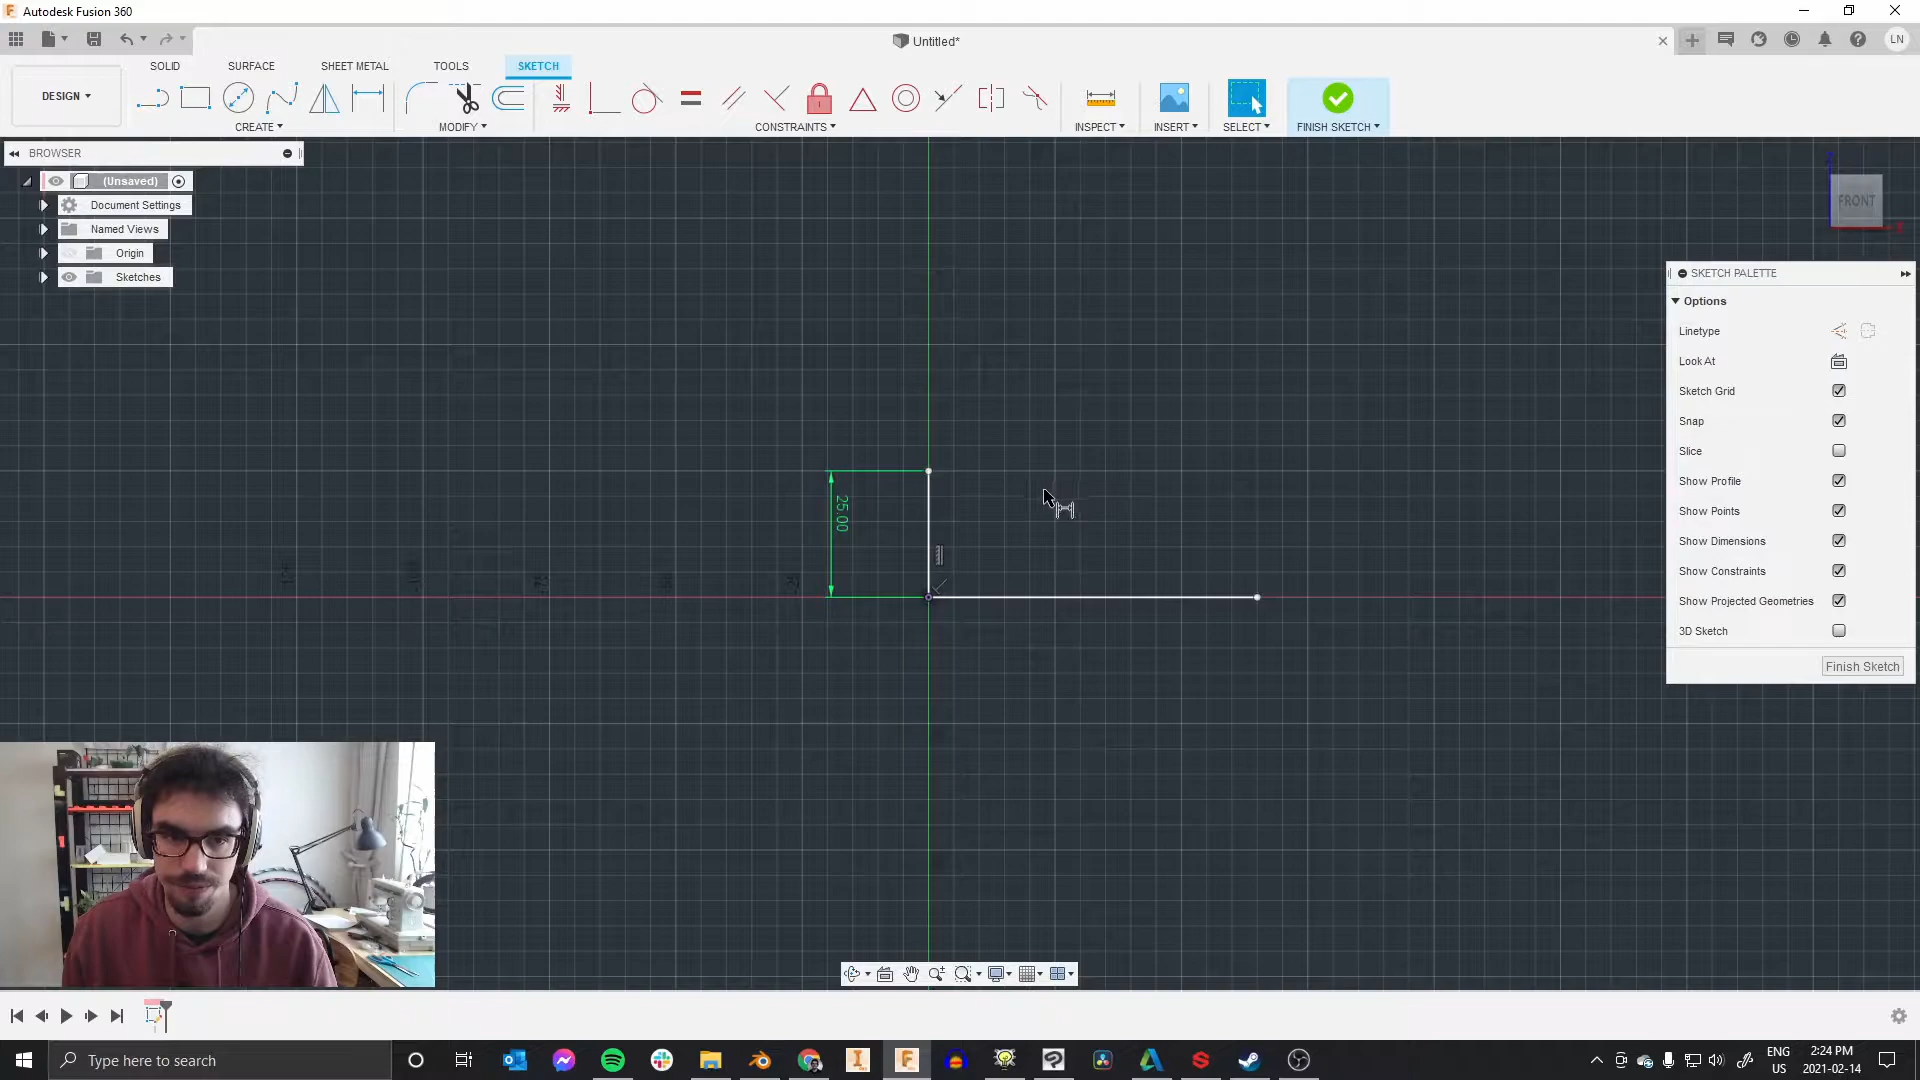 Autodesk Fusion 360
Untitled*
LN
SOLID
SURFACE
SHEET METAL
TOOLS
SKETCH
DESIGN
CREATE
MODIFY
CONSTRAINTS
INSPECT
INSERT
SELECT
FINISH SKETCH
BROWSER
(Unsaved)
Document Settings
Named Views
Origin
Sketches
FRONT
X
SKETCH PALETTE
Options
Linetype
Look At
Sketch Grid
Snap
Slice
Show Profile
Show Points
Show Dimensions
Show Constraints
Show Projected Geometries
3D Sketch
Finish Sketch
25.00
Type here to search
ENG
US
2:24 PM
2021-02-14